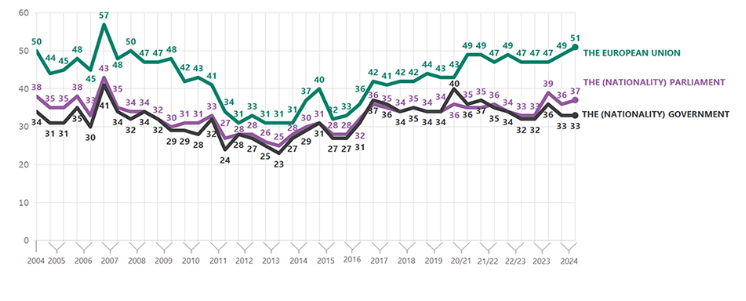 60
50
40
30
20
10
0
50 44 45 48 45 57 48 50 47 47 48 42 43 41 34 31 33 31 31 31 37 40 32 33 36 42 41 42 42 44 43 43 49 49 47 49 47 47 47 49 51
THE EUROPEAN UNION
38 35 35 38 33 43 35 34 34 32 30 31 31 33 27 28 28 26 25 28 30 31 28 28 32 36 35 34 35 34 34 36 35 35 36 34 33 33 39 36 37
THE (NATIONALITY) PARLIAMENT
34 31 31 35 30 41 34 32 34 32 29 29 28 32 24 28 27 25 23 27 29 31 27 27 31 37 36 34 35 34 34 40 36 37 35 34 32 32 36 33 33
THE (NATIONALITY) GOVERNMENT
2004 2005 2006 2007 2008 2009 2010 2011 2012 2013 2014 2015 2016 2017 2018 2019 20/21 21/22 22/23 2023 2024